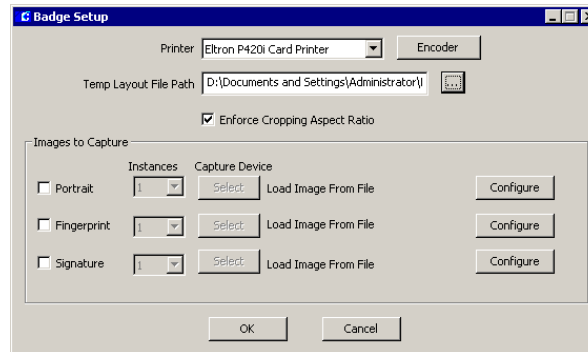 Badge Setup
Printer Eltron P420i Card Printer Encoder
Temp Layout File Path D:\Documents and Settings\Administrator\ ...
Enforce Cropping Aspect Ratio
Images to Capture
Instances Capture Device
Portrait 1 Select Load Image From File Configure
Fingerprint 1 Select Load Image From File Configure
Signature 1 Select Load Image From File Configure
OK Cancel